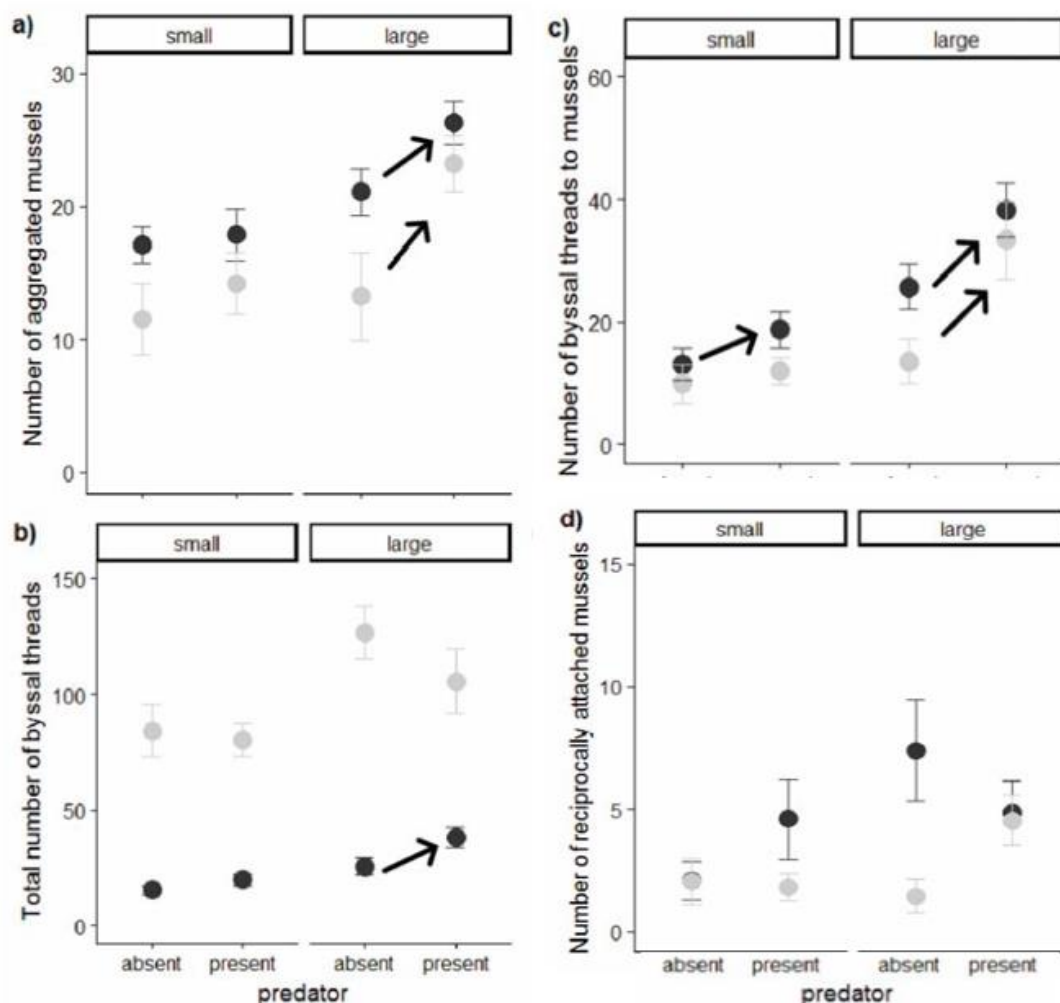 a)
small
large
Number of aggregated mussels
30
20
10
0
b)
small
large
Total number of byssal threads
150
100
50
0
absent
present
absent
present
predator
c)
small
large
Number of byssal threads to mussels
60
40
20
0
d)
small
large
Number of reciprocally attached mussels
15
10
5
0
absent
present
absent
present
predator